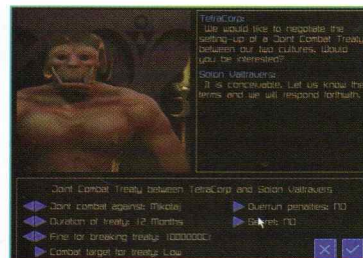 TetraCorp:
We would like to negotiate the
setting-up of a Joint Combat Treaty
between our two cultures. Would
you be interested?
Solon Valtrauers:
It is conceivable. Let us know the
terms and we will respond forthwith.
Joint Combat Treaty between TetraCorp and Solon Valtrauers
Joint combat against: Mikolaj
Overrun penalties: NO
Duration of treaty: 12 Months
Secret: NO
Fine for breaking treaty: 1000000C
Combat target for treaty: Low